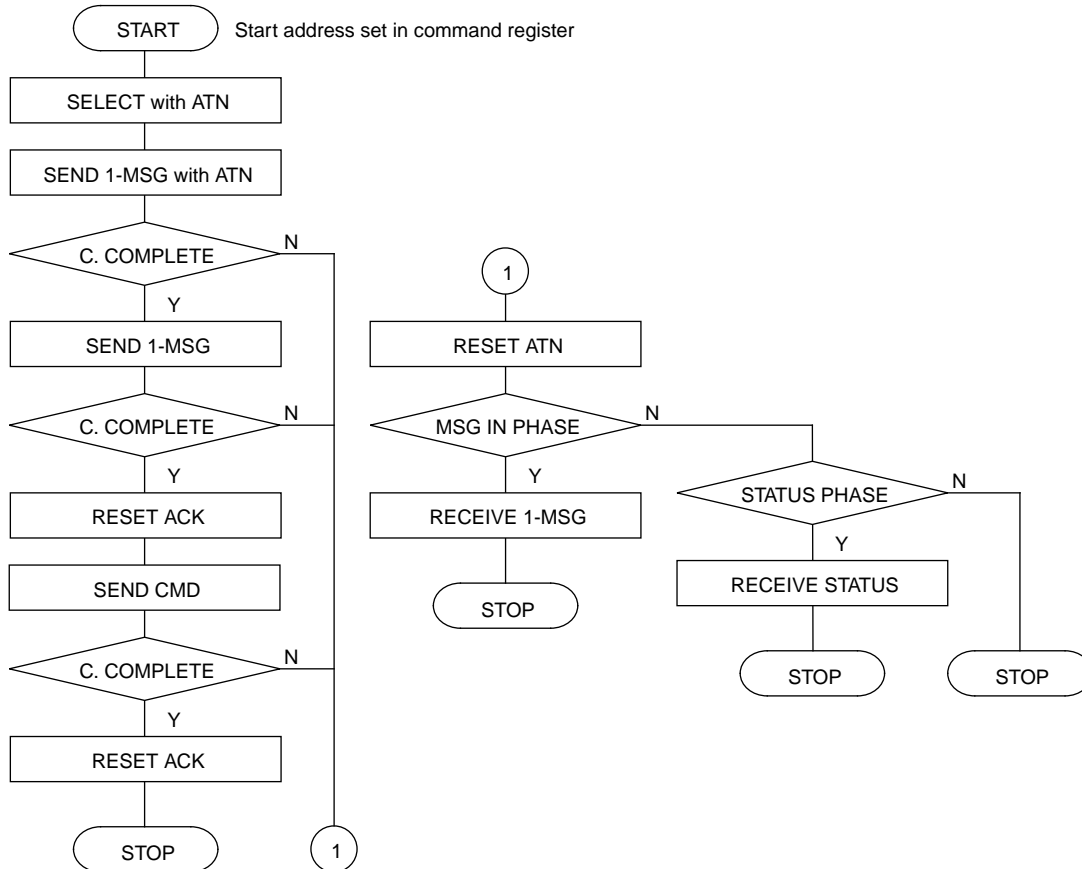 START
Start address set in command register
SELECT with ATN
SEND 1-MSG with ATN
C. COMPLETE
N
Y
SEND 1-MSG
C. COMPLETE
N
Y
RESET ACK
SEND CMD
C. COMPLETE
N
Y
RESET ACK
STOP
1
1
RESET ATN
MSG IN PHASE
N
Y
RECEIVE 1-MSG
STOP
STATUS PHASE
N
Y
RECEIVE STATUS
STOP
STOP